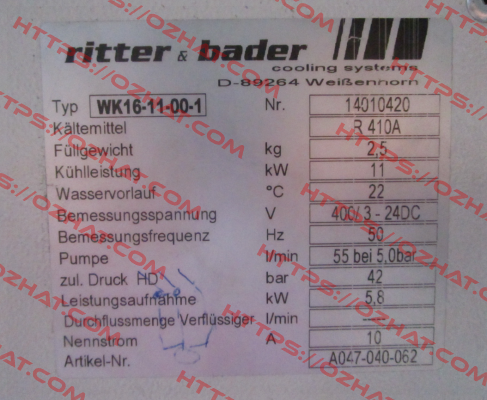 ritter & bader
cooling systems
D-89264 Weißenhorn
Typ WK16-11-00-1 Nr. 14010420
Kältemittel R 410A
Füllgewicht kg 2,5
Kühlleistung kW 11
Wasservorlauf °C 22
Bemessungsspannung V 400/3 - 24DC
Bemessungsfrequenz Hz 50
Pumpe l/min 55 bei 5,0bar
zul. Druck HD bar 42
Leistungsaufnahme kW 5,8
Durchflussmenge Verflüssiger l/min ----
Nennstrom A 10
Artikel-Nr. A047-040-062
HTTPS://OZHAT.COM